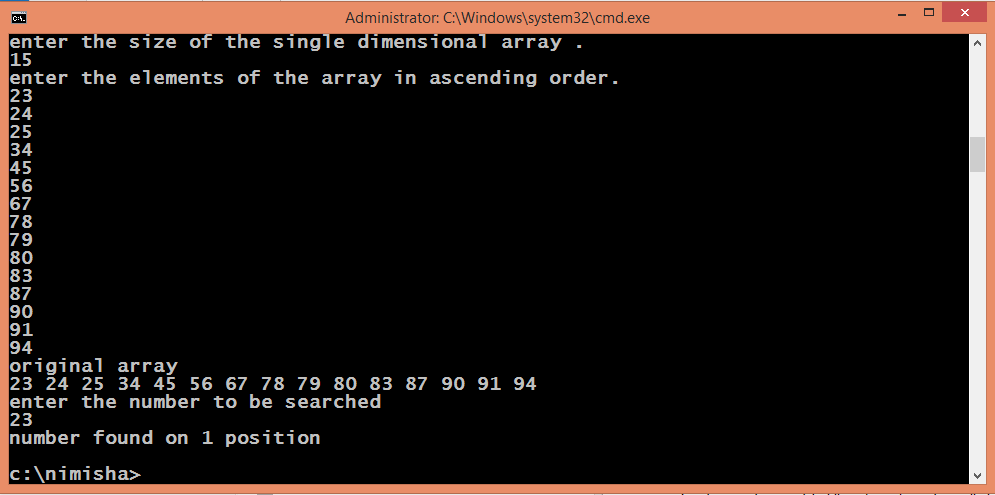 Administrator: C:\Windows\system32\cmd.exe
enter the size of the single dimensional array .
15
enter the elements of the array in ascending order.
23
24
25
34
45
56
67
78
79
80
83
87
90
91
94
original array
23 24 25 34 45 56 67 78 79 80 83 87 90 91 94
enter the number to be searched
23
number found on 1 position
c:\nimisha>